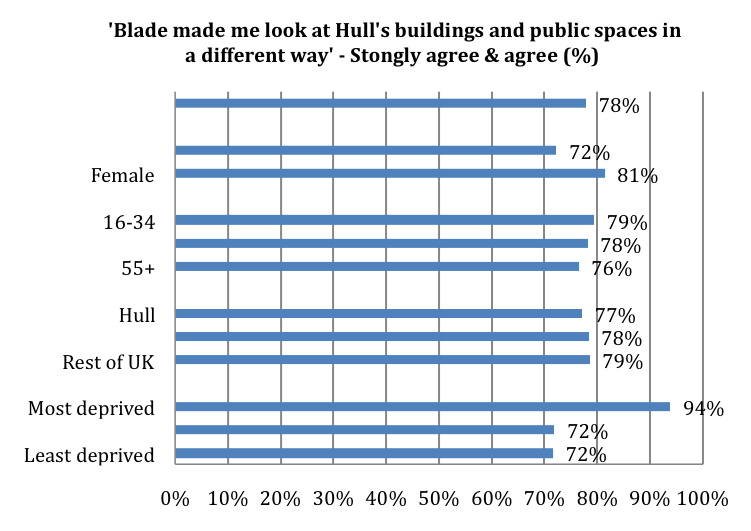 'Blade made me look at Hull's buildings and public spaces in
a different way' - Stongly agree & agree (%)
78%
72%
Female 81%
16-34 79%
78%
55+ 76%
Hull 77%
78%
Rest of UK 79%
Most deprived 94%
72%
Least deprived 72%
0% 10% 20% 30% 40% 50% 60% 70% 80% 90% 100%